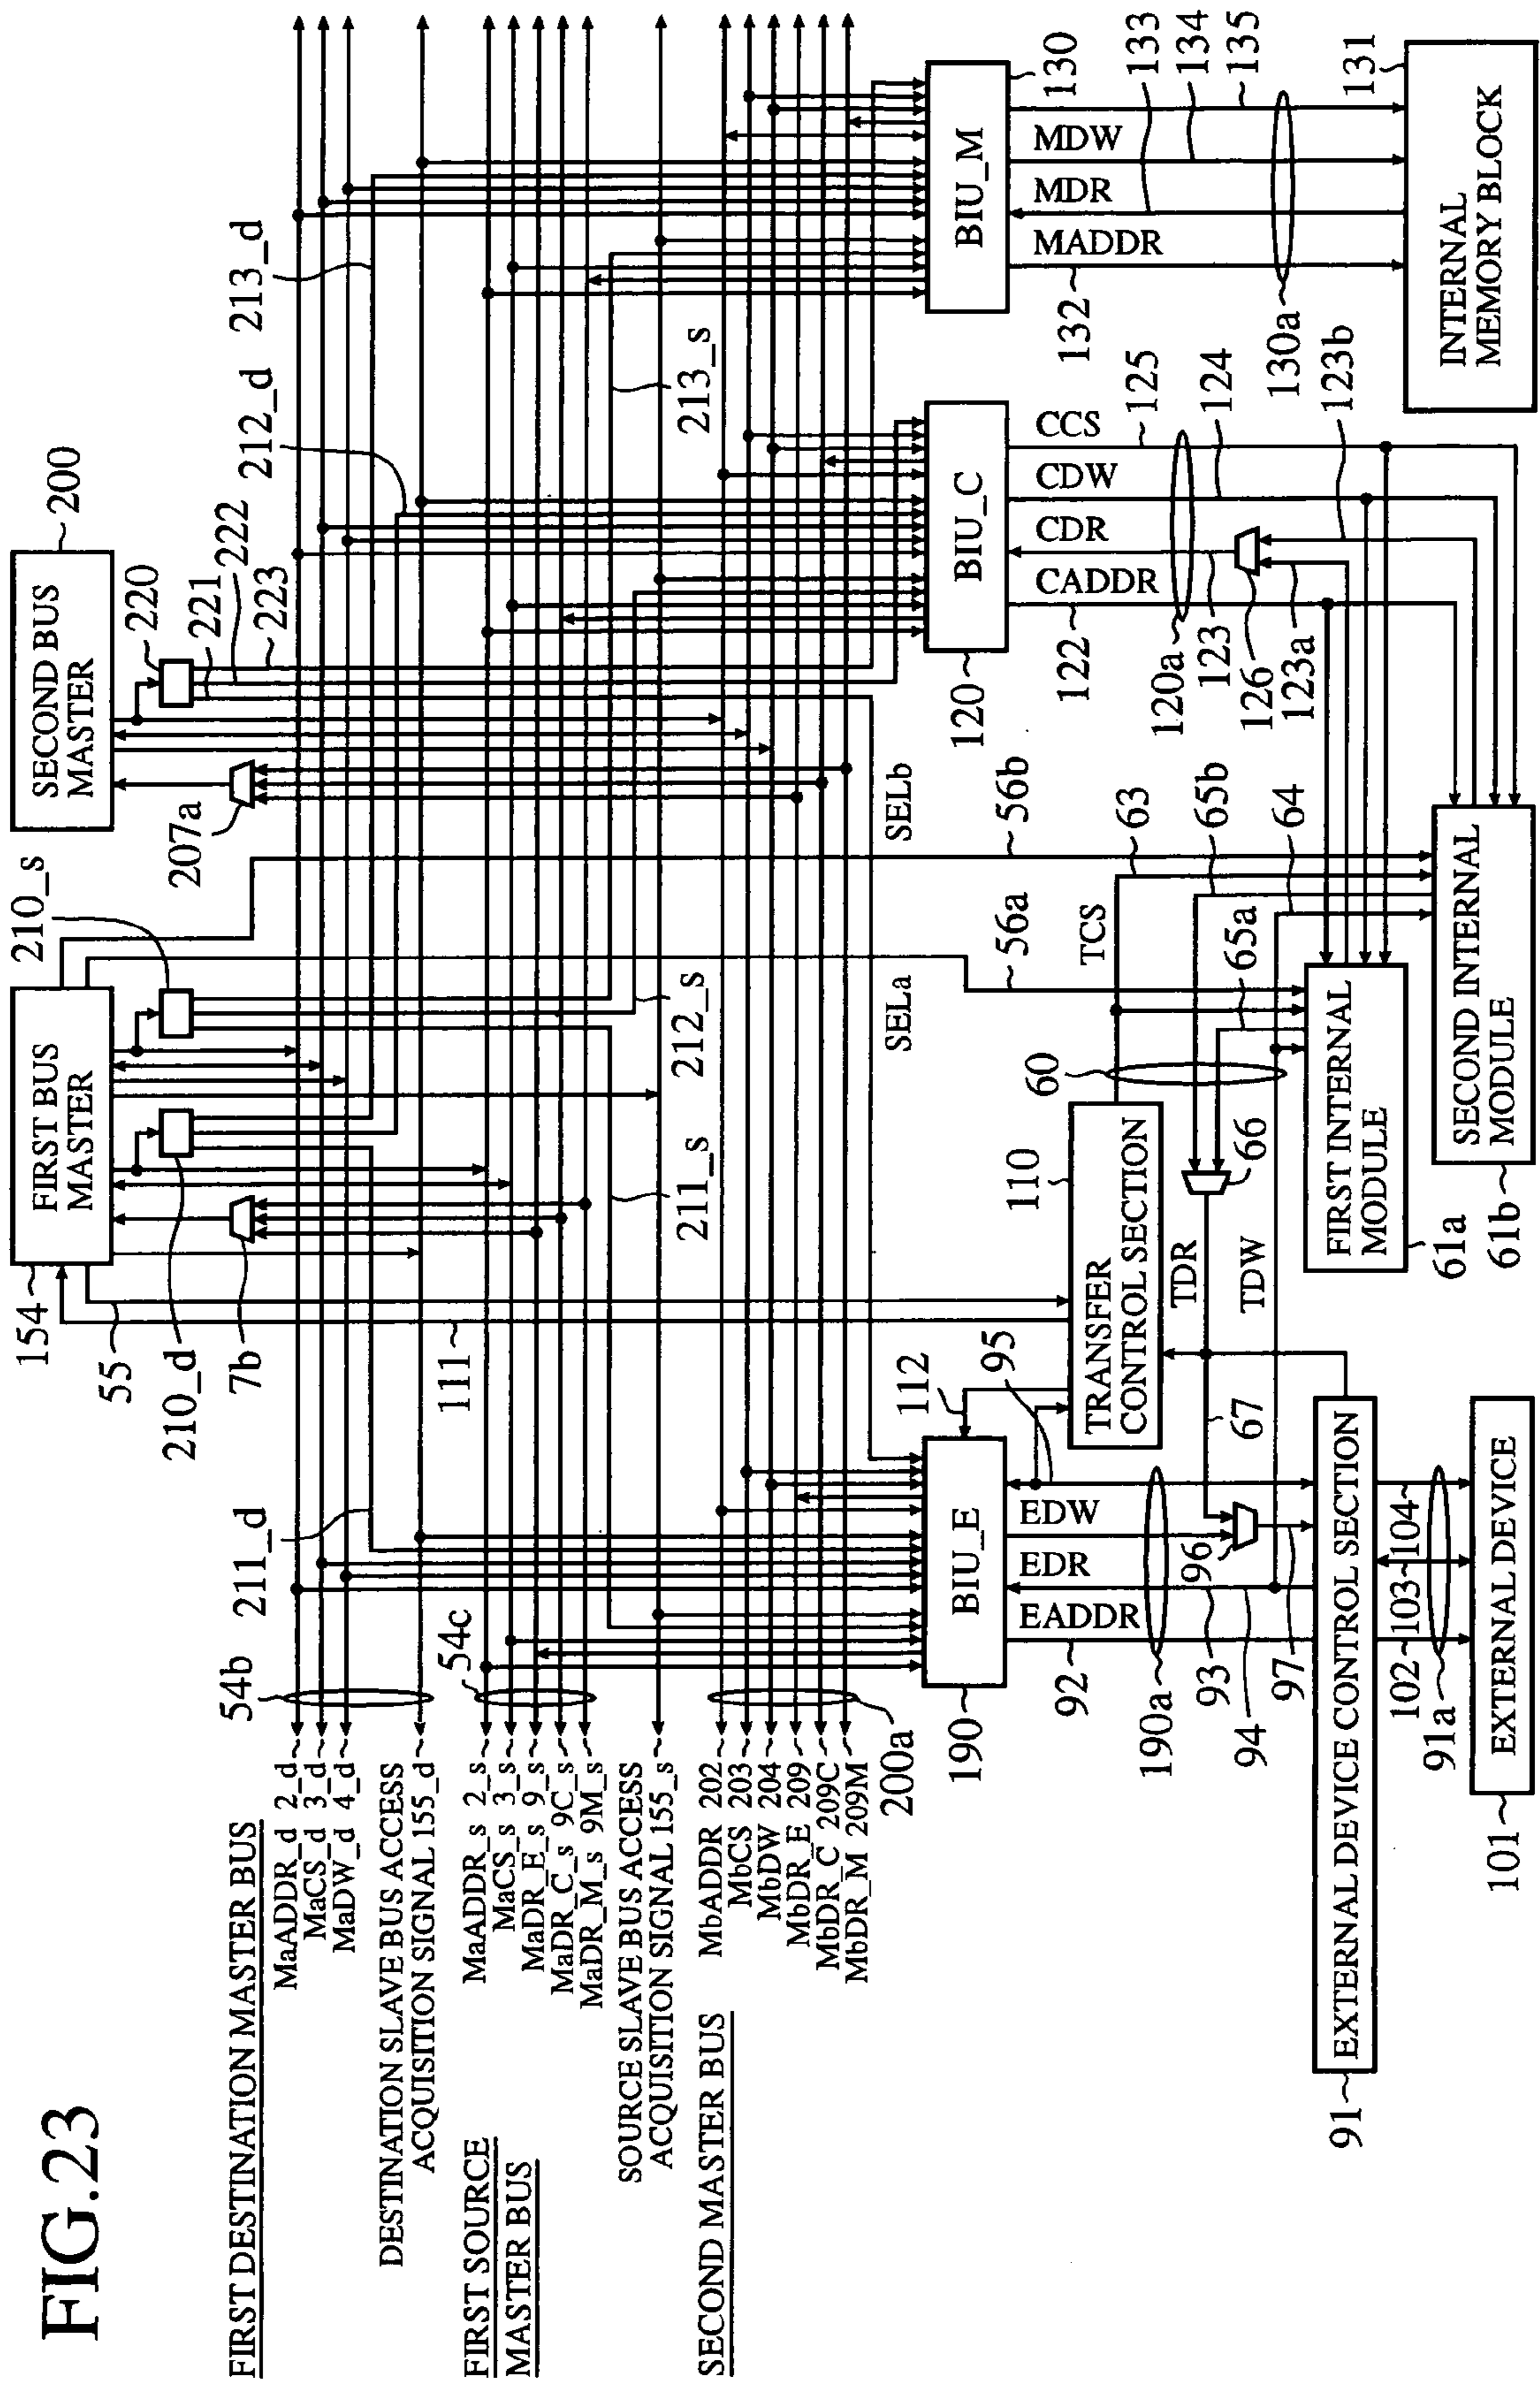 FIG.23
154
FIRST BUS
MASTER
210_s
SECOND BUS
MASTER
200
55
210_d
7b
207a
220
221
222
223
111
211_d
212_d
213_d
FIRST DESTINATION MASTER BUS
54b
MaADDR_d 2_d
MaCS_d 3_d
MaDW_d 4_d
DESTINATION SLAVE BUS ACCESS
ACQUISITION SIGNAL 155_d
FIRST SOURCE
MASTER BUS
54c
MaADDR_s 2_s
MaCS_s 3_s
MaDR_E_s 9_s
MaDR_C_s 9C_s
MaDR_M_s 9M_s
SOURCE SLAVE BUS ACCESS
ACQUISITION SIGNAL 155_s
211_s
212_s
213_s
SECOND MASTER BUS
MbADDR 202
MbCS 203
MbDW 204
MbDR_E 209
MbDR_C 209C
MbDR_M 209M
200a
SELa
SELb
112
190
BIU_E
120
BIU_C
BIU_M
130
EADDR
EDR
EDW
95
110
TRANSFER
CONTROL SECTION
60
TCS
56a
56b
CADDR
CDR
CDW
CCS
MADDR
MDR
MDW
92
190a
93
94
96
97
67
TDR
TDW
66
65a
63
65b
64
122
120a
123
126
123a
125
124
123b
132
130a
133
134
135
91
EXTERNAL DEVICE CONTROL SECTION
FIRST INTERNAL
MODULE
61a
SECOND INTERNAL
MODULE
61b
INTERNAL
MEMORY BLOCK
131
102
103
104
91a
101
EXTERNAL DEVICE